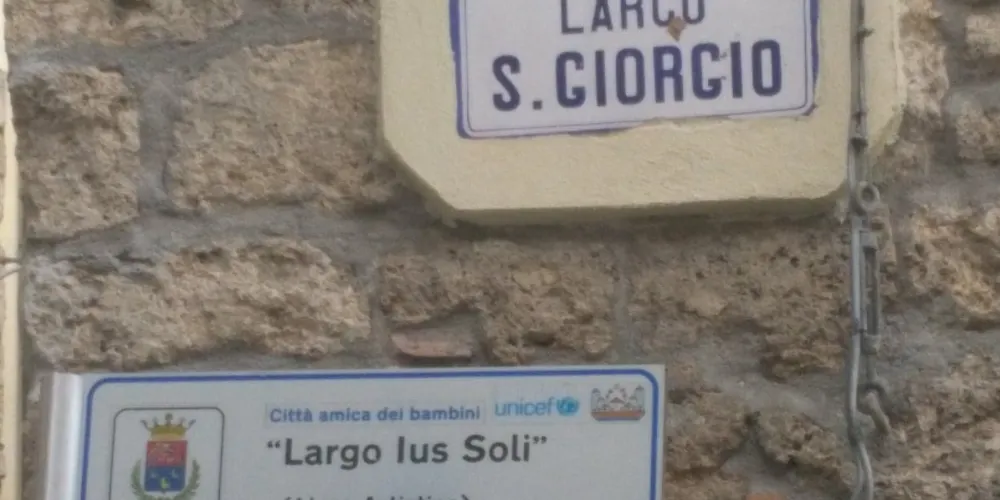 LARGO
S. GIORGIO
Città amica dei bambini unicef
“Largo Ius Soli”